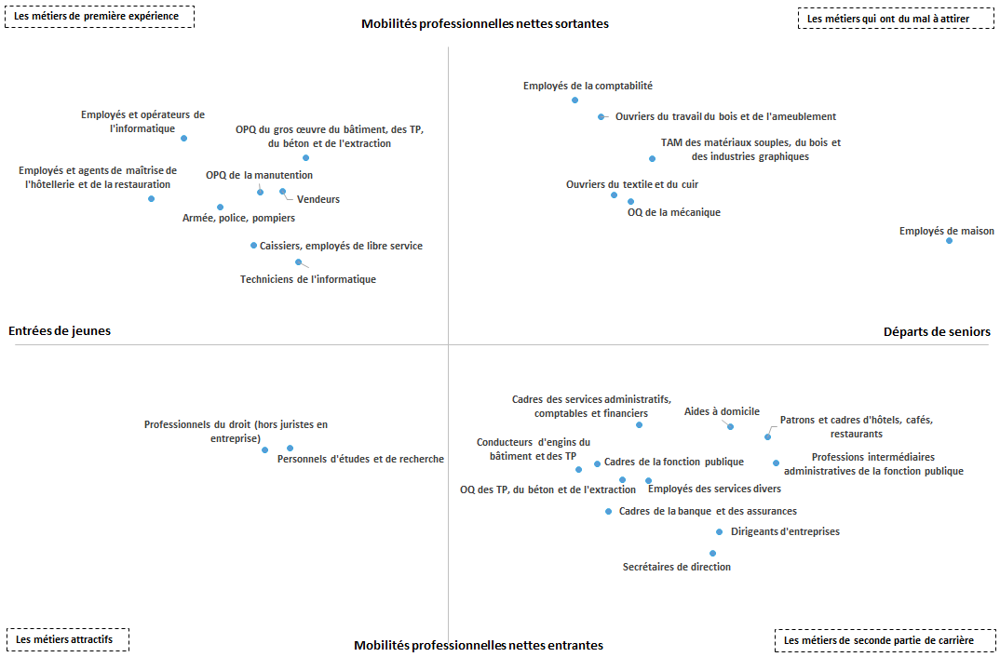 Les métiers de première expérience
Mobilités professionnelles nettes sortantes
Les métiers qui ont du mal à attirer
Employés de la comptabilité
Employés et opérateurs de
l'informatique
Ouvriers du travail du bois et de l'ameublement
OPQ du gros œuvre du bâtiment, des TP,
du béton et de l'extraction
TAM des matériaux souples, du bois et
des industries graphiques
Employés et agents de maîtrise de
l'hôtellerie et de la restauration
OPQ de la manutention
Vendeurs
Ouvriers du textile et du cuir
OQ de la mécanique
Armée, police, pompiers
Employés de maison
Caissiers, employés de libre service
Techniciens de l'informatique
Entrées de jeunes
Départs de seniors
Cadres des services administratifs,
comptables et financiers
Aides à domicile
Patrons et cadres d'hôtels, cafés,
restaurants
Professionnels du droit (hors juristes en
entreprise)
Personnels d'études et de recherche
Conducteurs d'engins du
bâtiment et des TP
Cadres de la fonction publique
Professions intermédiaires
administratives de la fonction publique
OQ des TP, du béton et de l'extraction
Employés des services divers
Cadres de la banque et des assurances
Dirigeants d'entreprises
Secrétaires de direction
Les métiers attractifs
Mobilités professionnelles nettes entrantes
Les métiers de seconde partie de carrière